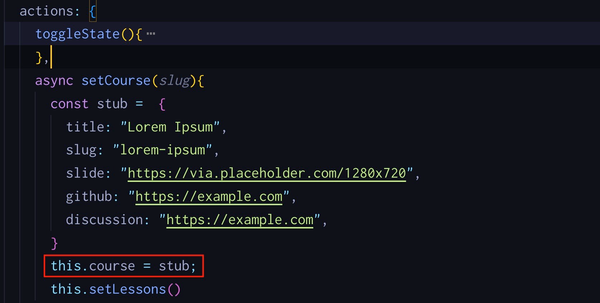 actions: {
toggleState(){ ⋯
},
async setCourse(slug){
const stub = {
title: "Lorem Ipsum",
slug: "lorem-ipsum",
slide: "https://via.placeholder.com/1280x720",
github: "https://example.com",
discussion: "https://example.com",
}
this.course = stub;
this.setLessons()